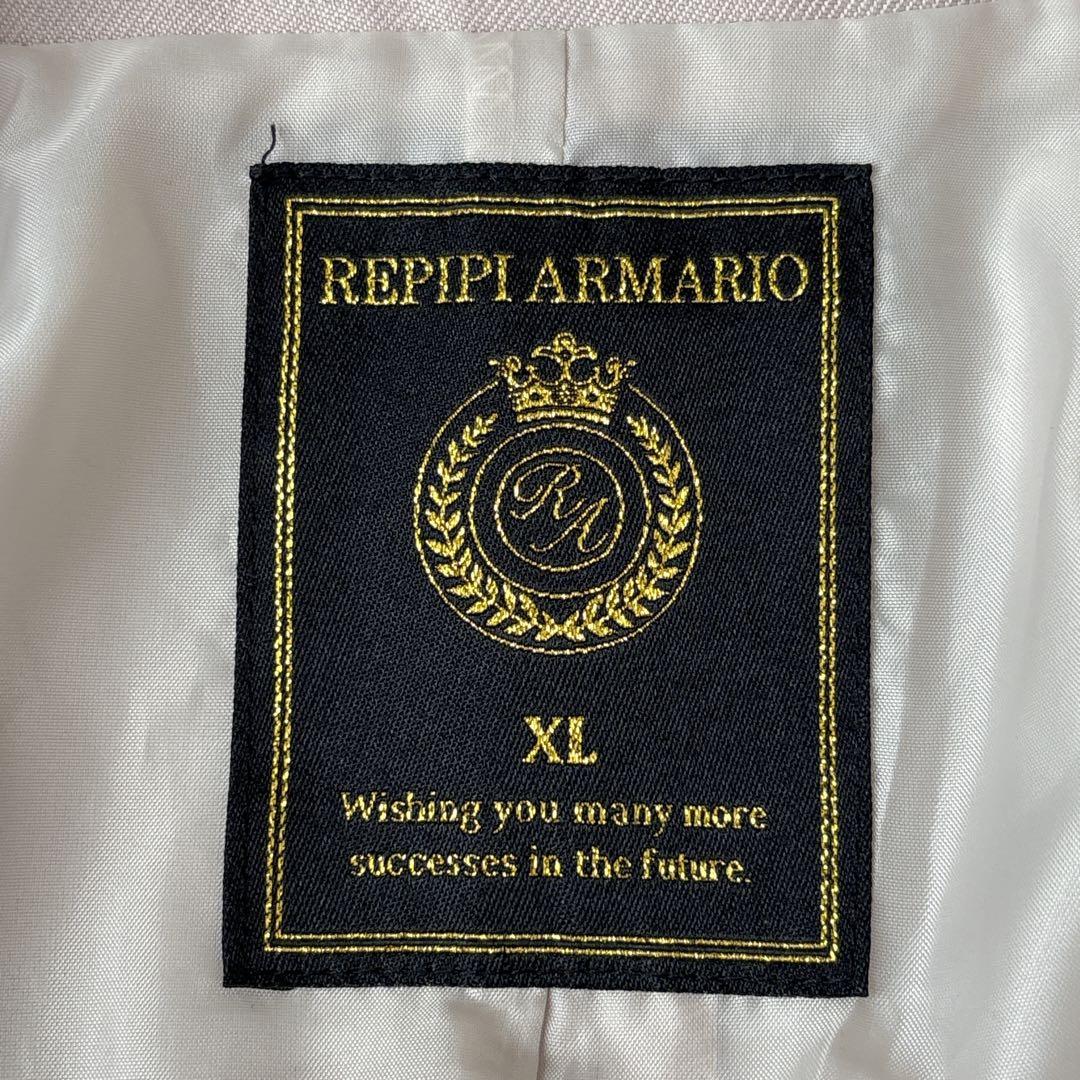 REPIPI ARMARIO
RA
XL
Wishing you many more
successes in the future.